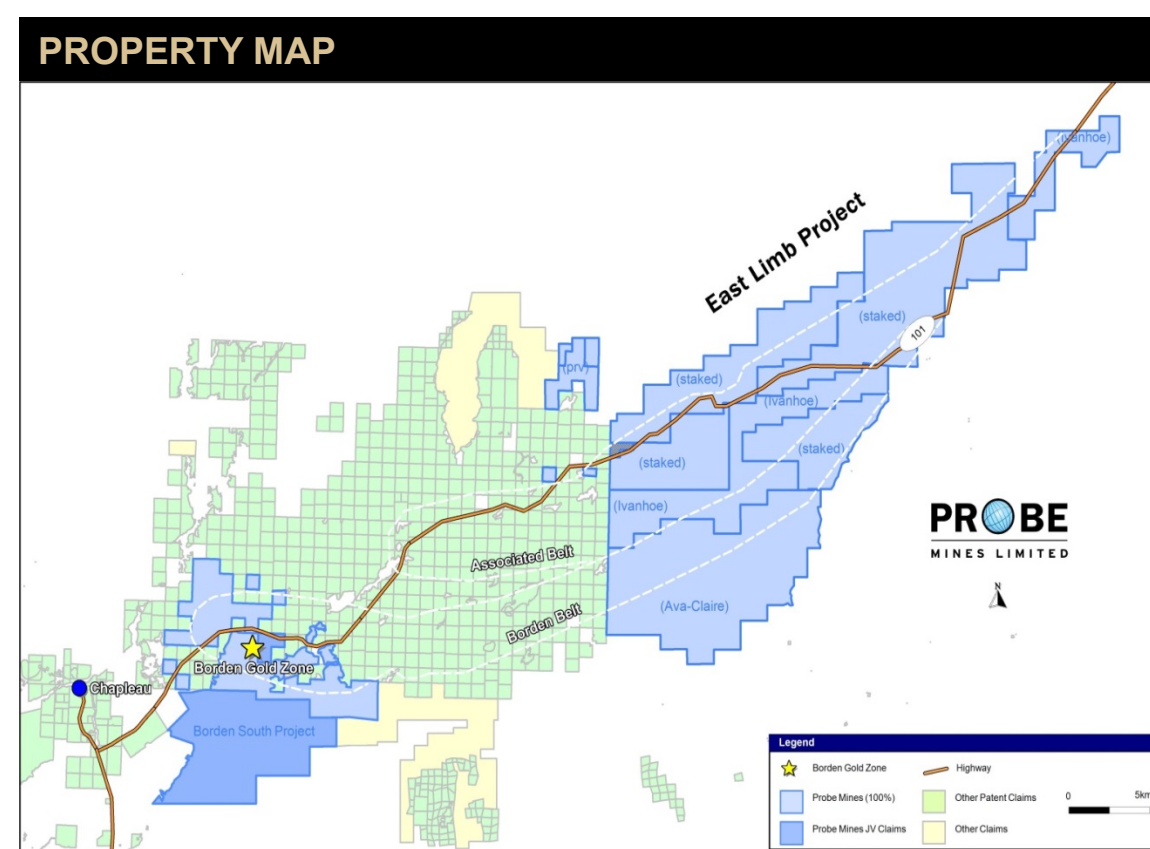 PROPERTY MAP
(Ivanhoe)
East Limb Project
(staked)
101
(prv)
(staked)
(Ivanhoe)
(staked)
(staked)
(Ivanhoe)
PROBE
MINES LIMITED
N
Associated Belt
(Ava-Claire)
Borden Belt
Borden Gold Zone
Chapleau
Borden South Project
Legend
Borden Gold Zone
Highway
Probe Mines (100%)
Other Patent Claims
0 5km
Probe Mines JV Claims
Other Claims